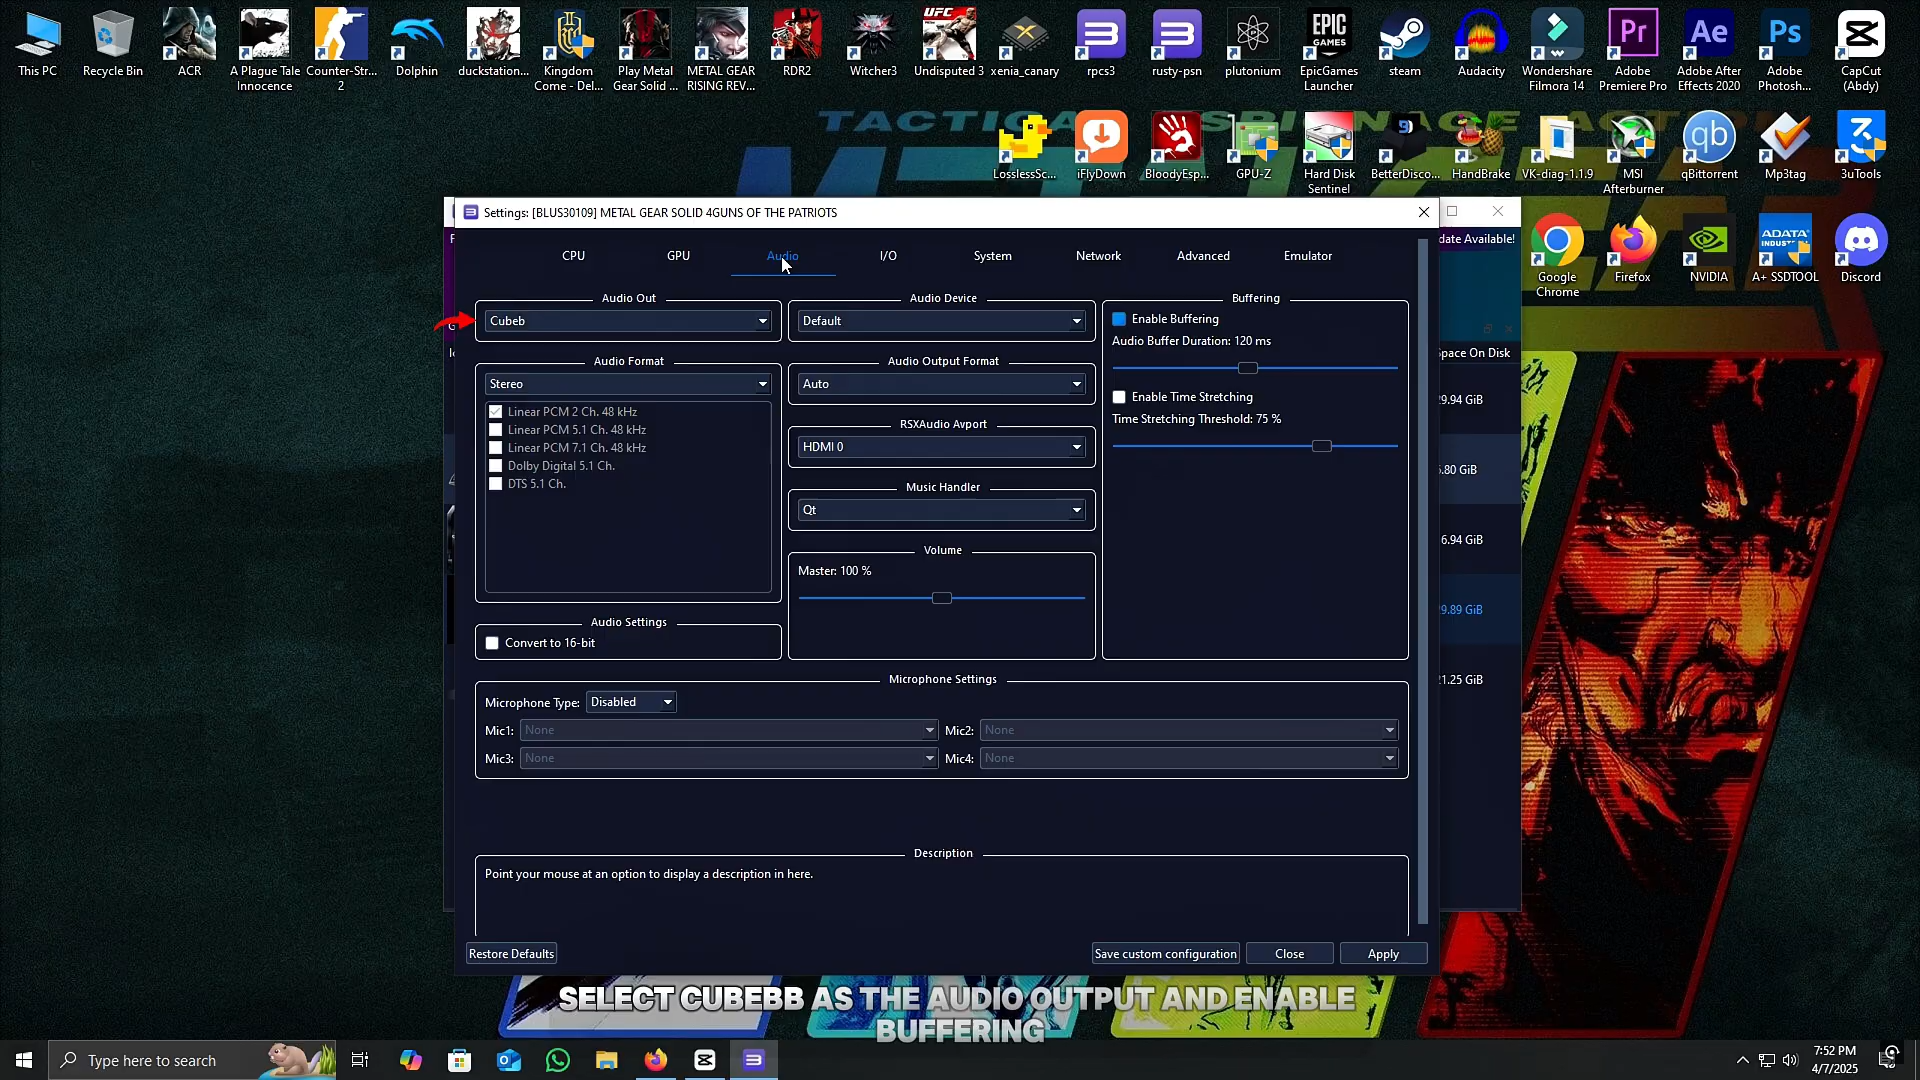 This PC
Recycle Bin
ACR
A Plague Tale
Innocence
Counter-Str...
2
Dolphin
duckstation...
Kingdom
Come - Del...
Play Metal
Gear Solid ...
METAL GEAR
RISING REV...
RDR2
Witcher3
UFC
Undisputed 3
xenia_canary
rpcs3
rusty-psn
plutonium
EPIC
GAMES
EpicGames
Launcher
steam
Audacity
Wondershare
Filmora 14
Pr
Adobe
Premiere Pro
Ae
Adobe After
Effects 2020
Ps
Adobe
Photosh...
CapCut
(Abdy)
LosslessSc...
iFlyDown
BloodyEsp...
GPU-Z
Hard Disk
Sentinel
BetterDisco...
HandBrake
VK-diag-1.1.9
MSI
Afterburner
qb
qBittorrent
Mp3tag
3uTools
Google
Chrome
Firefox
NVIDIA
ADATA
A+ SSDTOOL
Discord
Settings: [BLUS30109] METAL GEAR SOLID 4GUNS OF THE PATRIOTS
date Available!
CPU
GPU
Audio
I/O
System
Network
Advanced
Emulator
Audio Out
Cubeb
Audio Format
Stereo
Linear PCM 2 Ch. 48 kHz
Linear PCM 5.1 Ch. 48 kHz
Linear PCM 7.1 Ch. 48 kHz
Dolby Digital 5.1 Ch.
DTS 5.1 Ch.
Audio Settings
Convert to 16-bit
Audio Device
Default
Audio Output Format
Auto
RSXAudio Avport
HDMI 0
Music Handler
Qt
Volume
Master: 100 %
Buffering
Enable Buffering
Audio Buffer Duration: 120 ms
Enable Time Stretching
Time Stretching Threshold: 75 %
Space On Disk
9.94 GiB
.80 GiB
6.94 GiB
9.89 GiB
1.25 GiB
Microphone Settings
Microphone Type: Disabled
Mic1: None
Mic2: None
Mic3: None
Mic4: None
Description
Point your mouse at an option to display a description in here.
Restore Defaults
Save custom configuration
Close
Apply
SELECT CUBEBB AS THE AUDIO OUTPUT AND ENABLE
BUFFERING
Type here to search
7:52 PM
4/7/2025